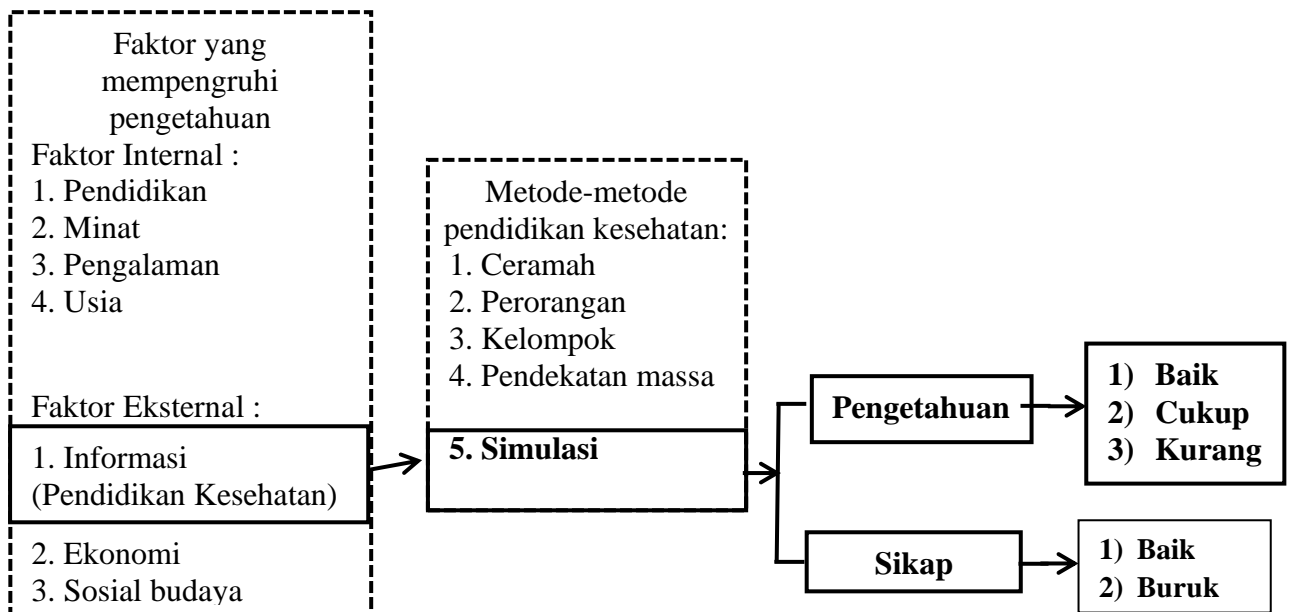 Faktor yang
mempengruhi
pengetahuan
Faktor Internal :
1. Pendidikan
2. Minat
3. Pengalaman
4. Usia
Faktor Eksternal :
1. Informasi
(Pendidikan Kesehatan)
2. Ekonomi
3. Sosial budaya
Metode-metode
pendidikan kesehatan:
1. Ceramah
2. Perorangan
3. Kelompok
4. Pendekatan massa
5. Simulasi
Pengetahuan
1) Baik
2) Cukup
3) Kurang
Sikap
1) Baik
2) Buruk